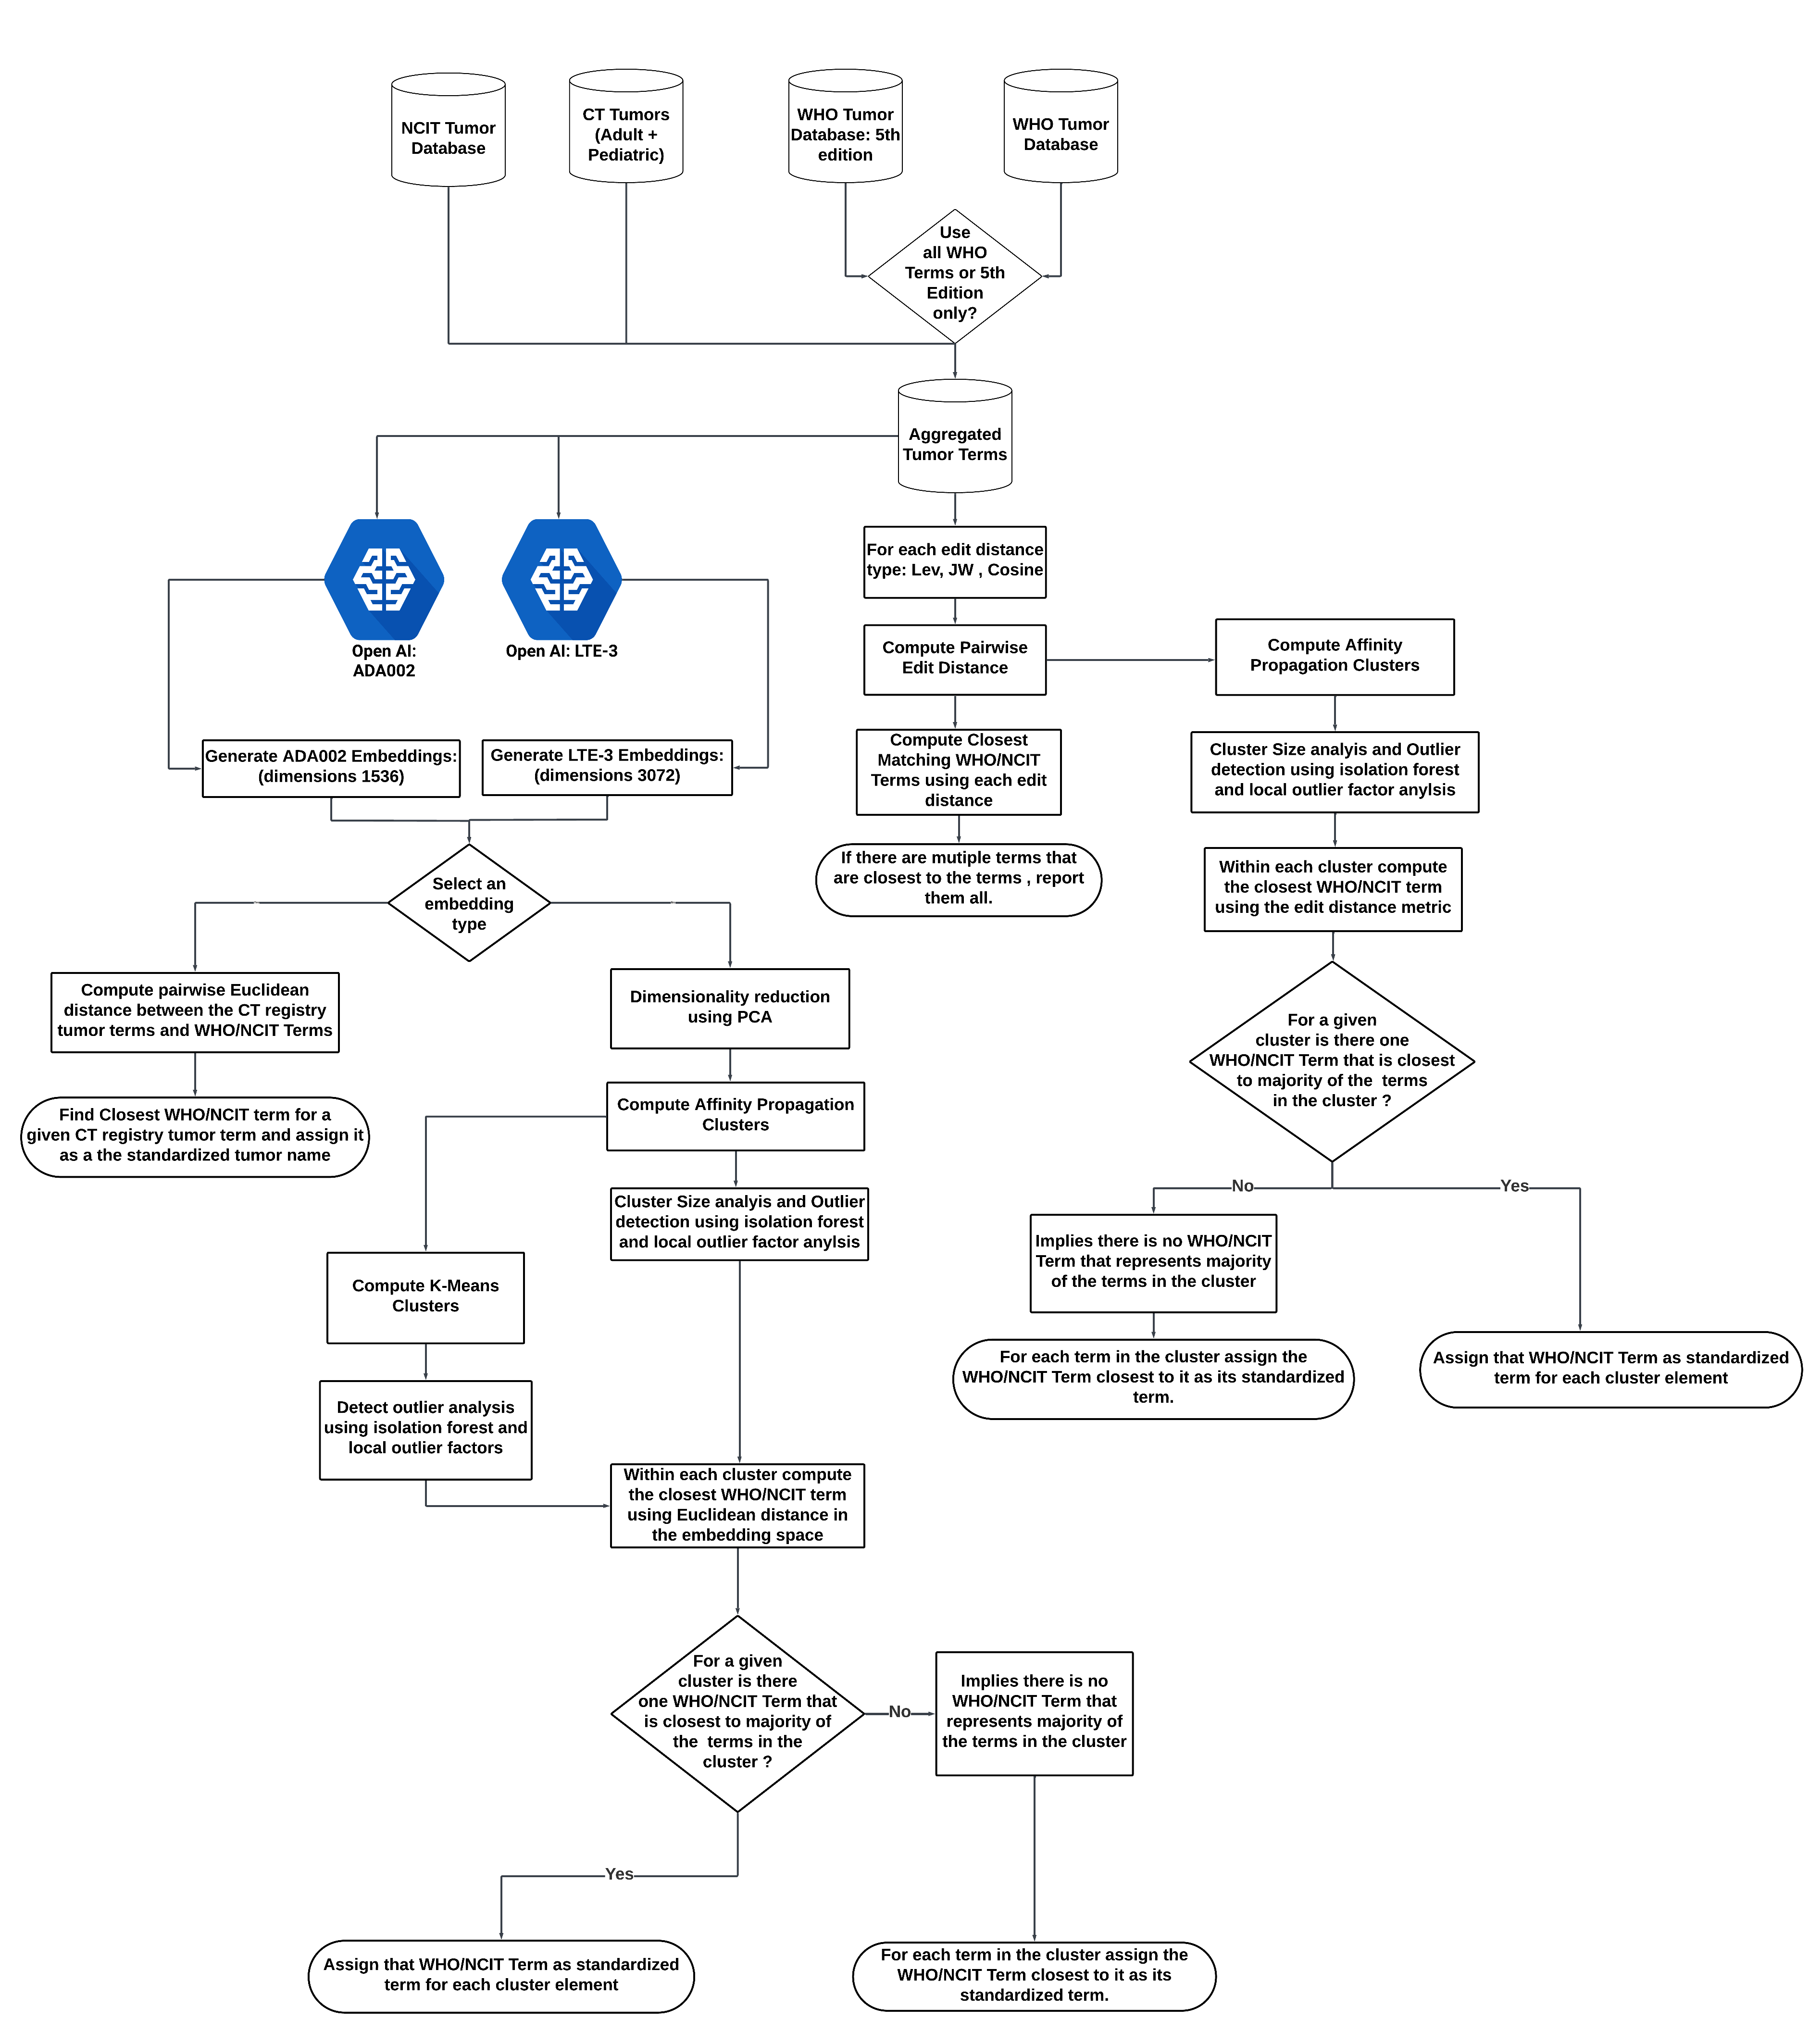 NCIT Tumor
Database
CT Tumors
(Adult +
Pediatric)
WHO Tumor
Database: 5th
edition
WHO Tumor
Database
Use
all WHO
Terms or 5th
Edition
only?
Aggregated
Tumor Terms
Open AI:
ADA002
Open AI: LTE-3
For each edit distance
type: Lev, JW , Cosine
Compute Pairwise
Edit Distance
Compute Affinity
Propagation Clusters
Generate ADA002 Embeddings:
(dimensions 1536)
Generate LTE-3 Embeddings:
(dimensions 3072)
Compute Closest
Matching WHO/NCIT
Terms using each edit
distance
Cluster Size analyis and Outlier
detection using isolation forest
and local outlier factor anylsis
If there are mutiple terms that
are closest to the terms , report
them all.
Within each cluster compute
the closest WHO/NCIT term
using the edit distance metric
Select an
embedding
type
Compute pairwise Euclidean
distance between the CT registry
tumor terms and WHO/NCIT Terms
Dimensionality reduction
using PCA
For a given
cluster is there one
WHO/NCIT Term that is closest
to majority of the  terms
in the cluster ?
Find Closest WHO/NCIT term for a
given CT registry tumor term and assign it
as a the standardized tumor name
Compute Affinity Propagation
Clusters
Cluster Size analyis and Outlier
detection using isolation forest
and local outlier factor anylsis
No
Yes
Implies there is no WHO/NCIT
Term that represents majority
of the terms in the cluster
Compute K-Means
Clusters
For each term in the cluster assign the
WHO/NCIT Term closest to it as its standardized
term.
Assign that WHO/NCIT Term as standardized
term for each cluster element
Detect outlier analysis
using isolation forest and
local outlier factors
Within each cluster compute
the closest WHO/NCIT term
using Euclidean distance in
the embedding space
For a given
cluster is there
one WHO/NCIT Term that
is closest to majority of
the  terms in the
cluster ?
No
Implies there is no
WHO/NCIT Term that
represents majority of
the terms in the cluster
Yes
Assign that WHO/NCIT Term as standardized
term for each cluster element
For each term in the cluster assign the
WHO/NCIT Term closest to it as its
standardized term.